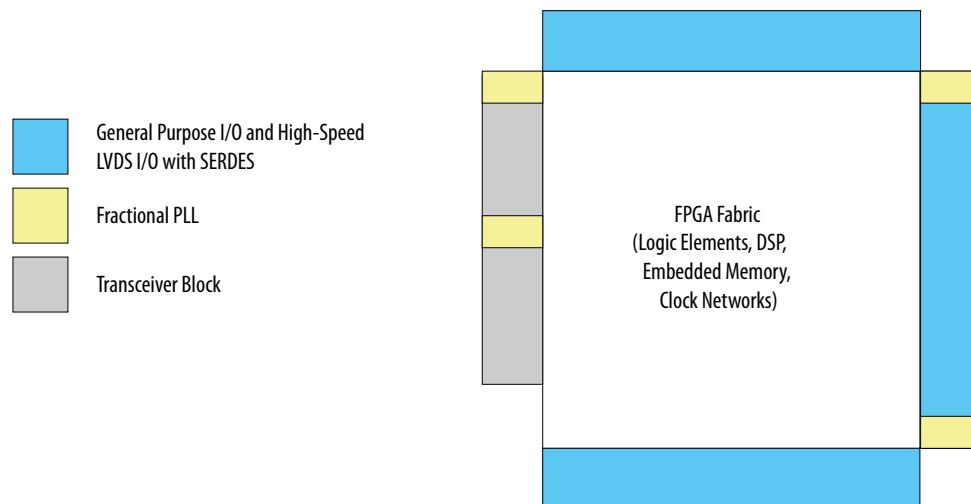 General Purpose I/O and High-Speed
LVDS I/O with SERDES
Fractional PLL
Transceiver Block
FPGA Fabric
(Logic Elements, DSP,
Embedded Memory,
Clock Networks)